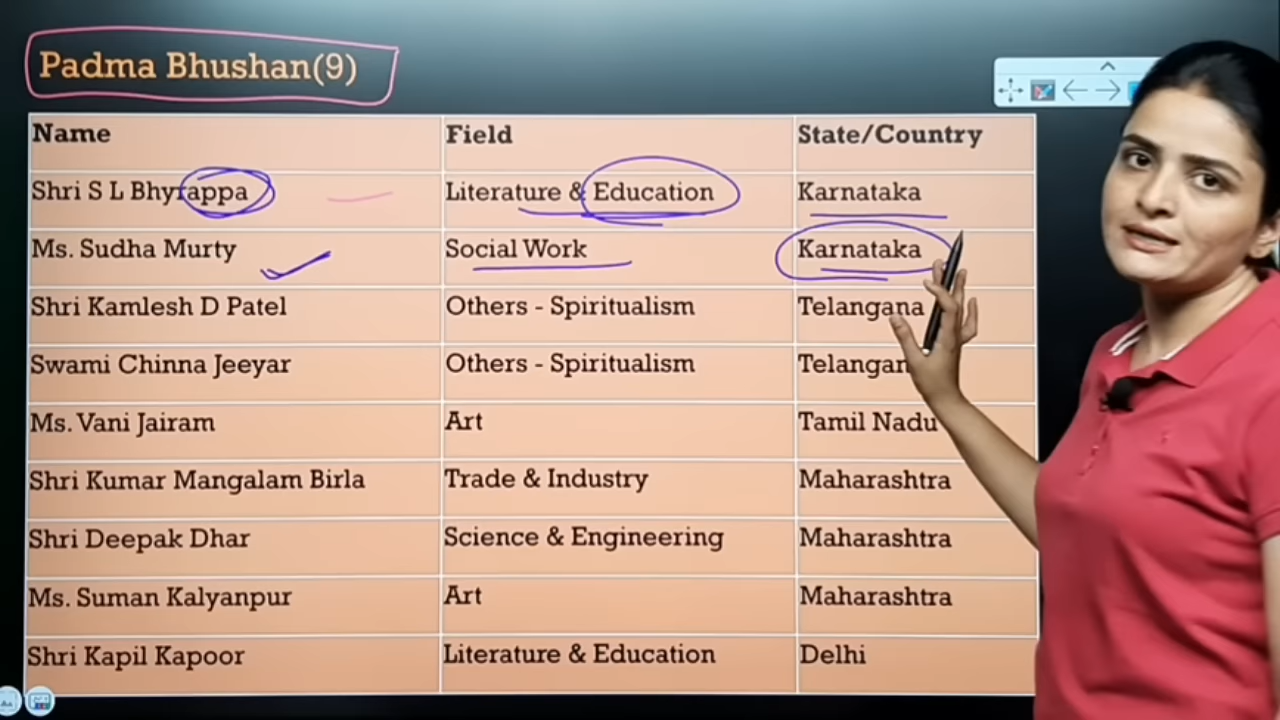 Padma Bhushan(9)
Name Field State/Country
Shri S L Bhyrappa Literature & Education Karnataka
Ms. Sudha Murty Social Work Karnataka
Shri Kamlesh D Patel Others - Spiritualism Telangana
Swami Chinna Jeeyar Others - Spiritualism Telangan
Ms. Vani Jairam Art Tamil Nadu
Shri Kumar Mangalam Birla Trade & Industry Maharashtra
Shri Deepak Dhar Science & Engineering Maharashtra
Ms. Suman Kalyanpur Art Maharashtra
Shri Kapil Kapoor Literature & Education Delhi